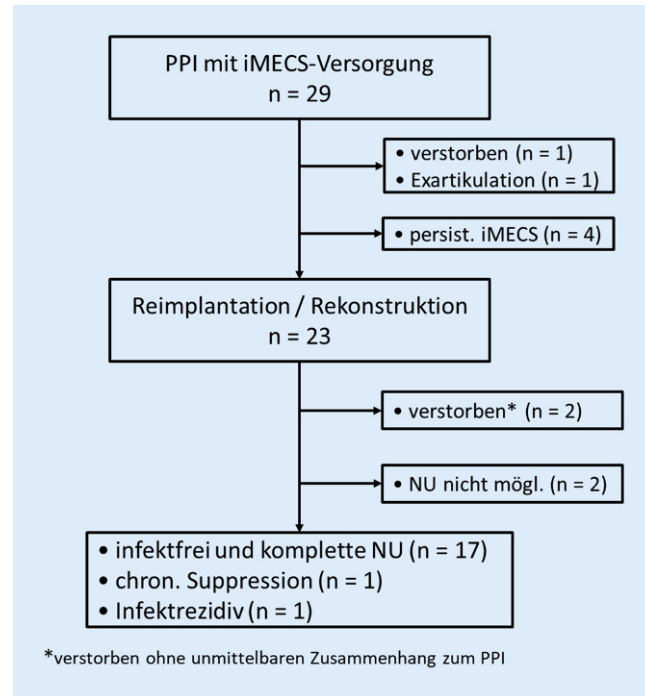 PPI mit iMECS-Versorgung
n = 29
• verstorben (n = 1)
• Exartikulation (n = 1)
• persist. iMECS (n = 4)
Reimplantation / Rekonstruktion
n = 23
• verstorben* (n = 2)
• NU nicht mögl. (n = 2)
• infektfrei und komplette NU (n = 17)
• chron. Suppression (n = 1)
• Infektrezidiv (n = 1)
*verstorben ohne unmittelbaren Zusammenhang zum PPI